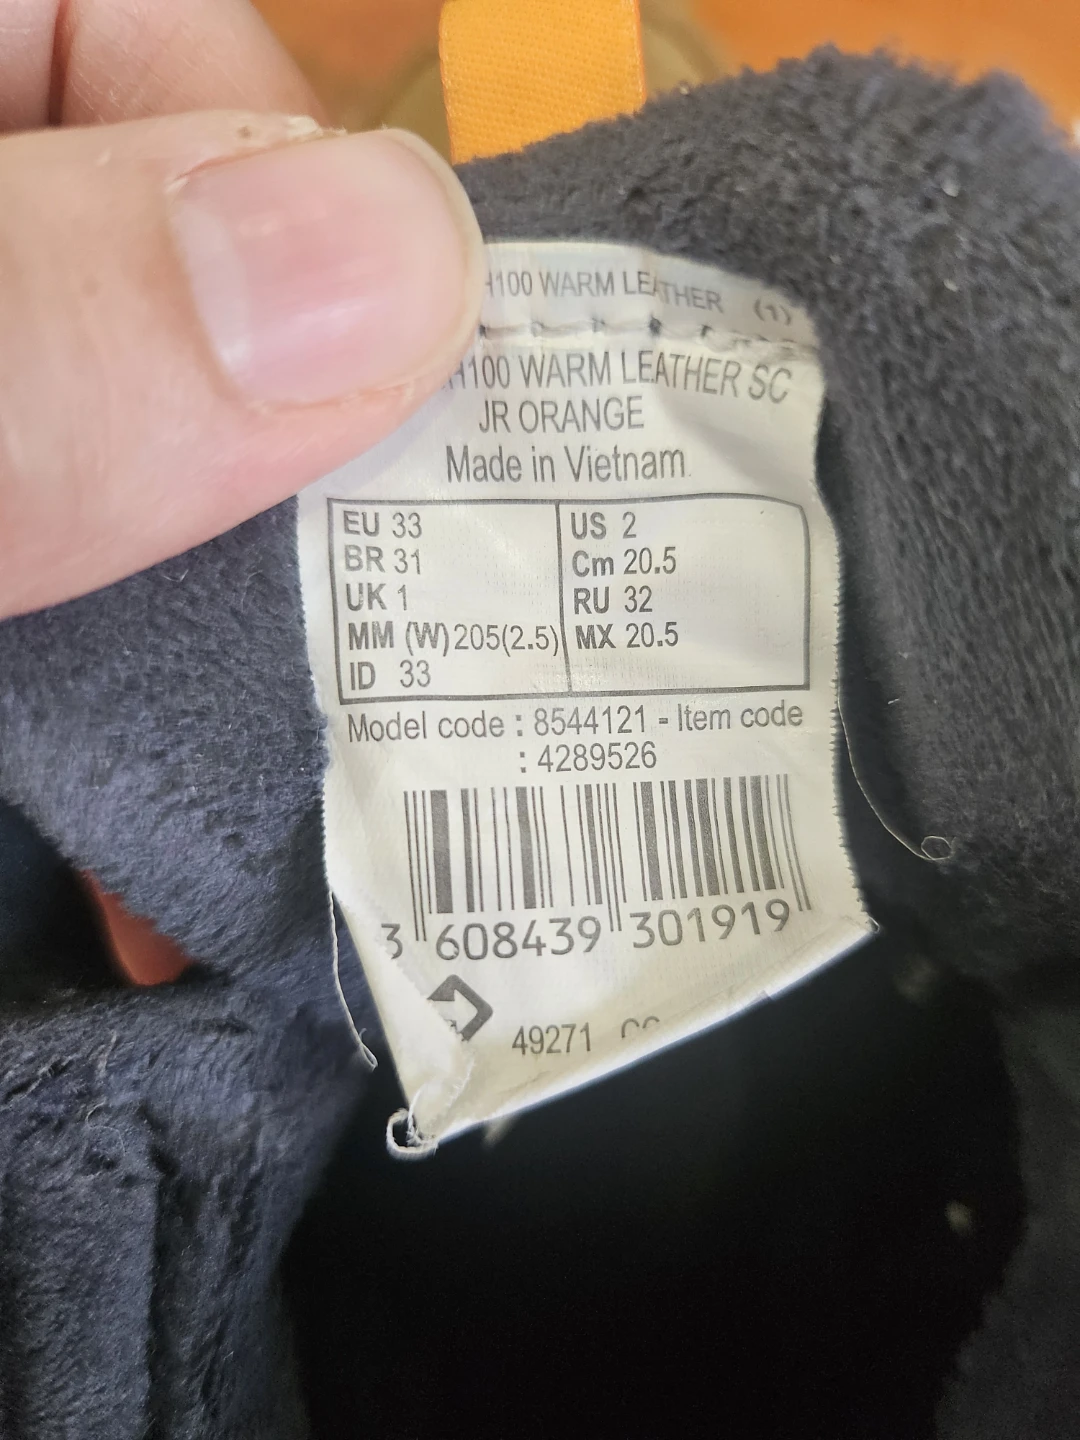 H100 WARM LEATHER (1)
H100 WARM LEATHER SC
JR ORANGE
Made in Vietnam
EU 33 US 2
BR 31 Cm 20.5
UK 1 RU 32
MM (W)205(2.5) MX 20.5
ID 33
Model code : 8544121 - Item code
: 4289526
3 608439 301919
49271